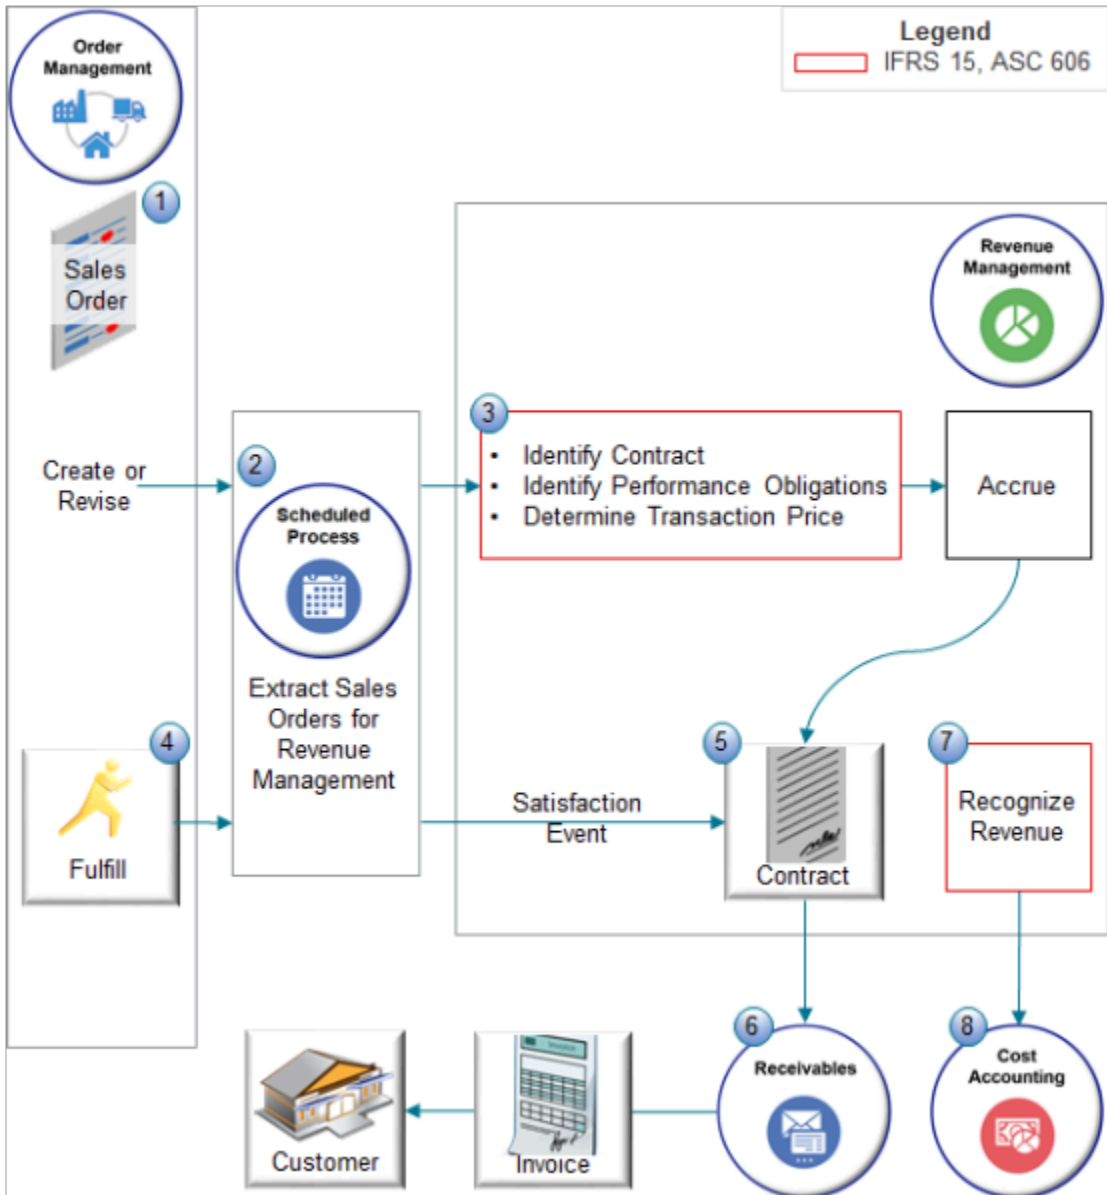 Order
Management
Legend
IFRS 15, ASC 606
1
Sales
Order
Revenue
Management
Create or
Revise
2
Scheduled
Process
Extract Sales
Orders for
Revenue
Management
3
• Identify Contract
• Identify Performance Obligations
• Determine Transaction Price
Accrue
4
Fulfill
Satisfaction
Event
5
Contract
7
Recognize
Revenue
6
Receivables
8
Cost
Accounting
Invoice
Invoice
Customer